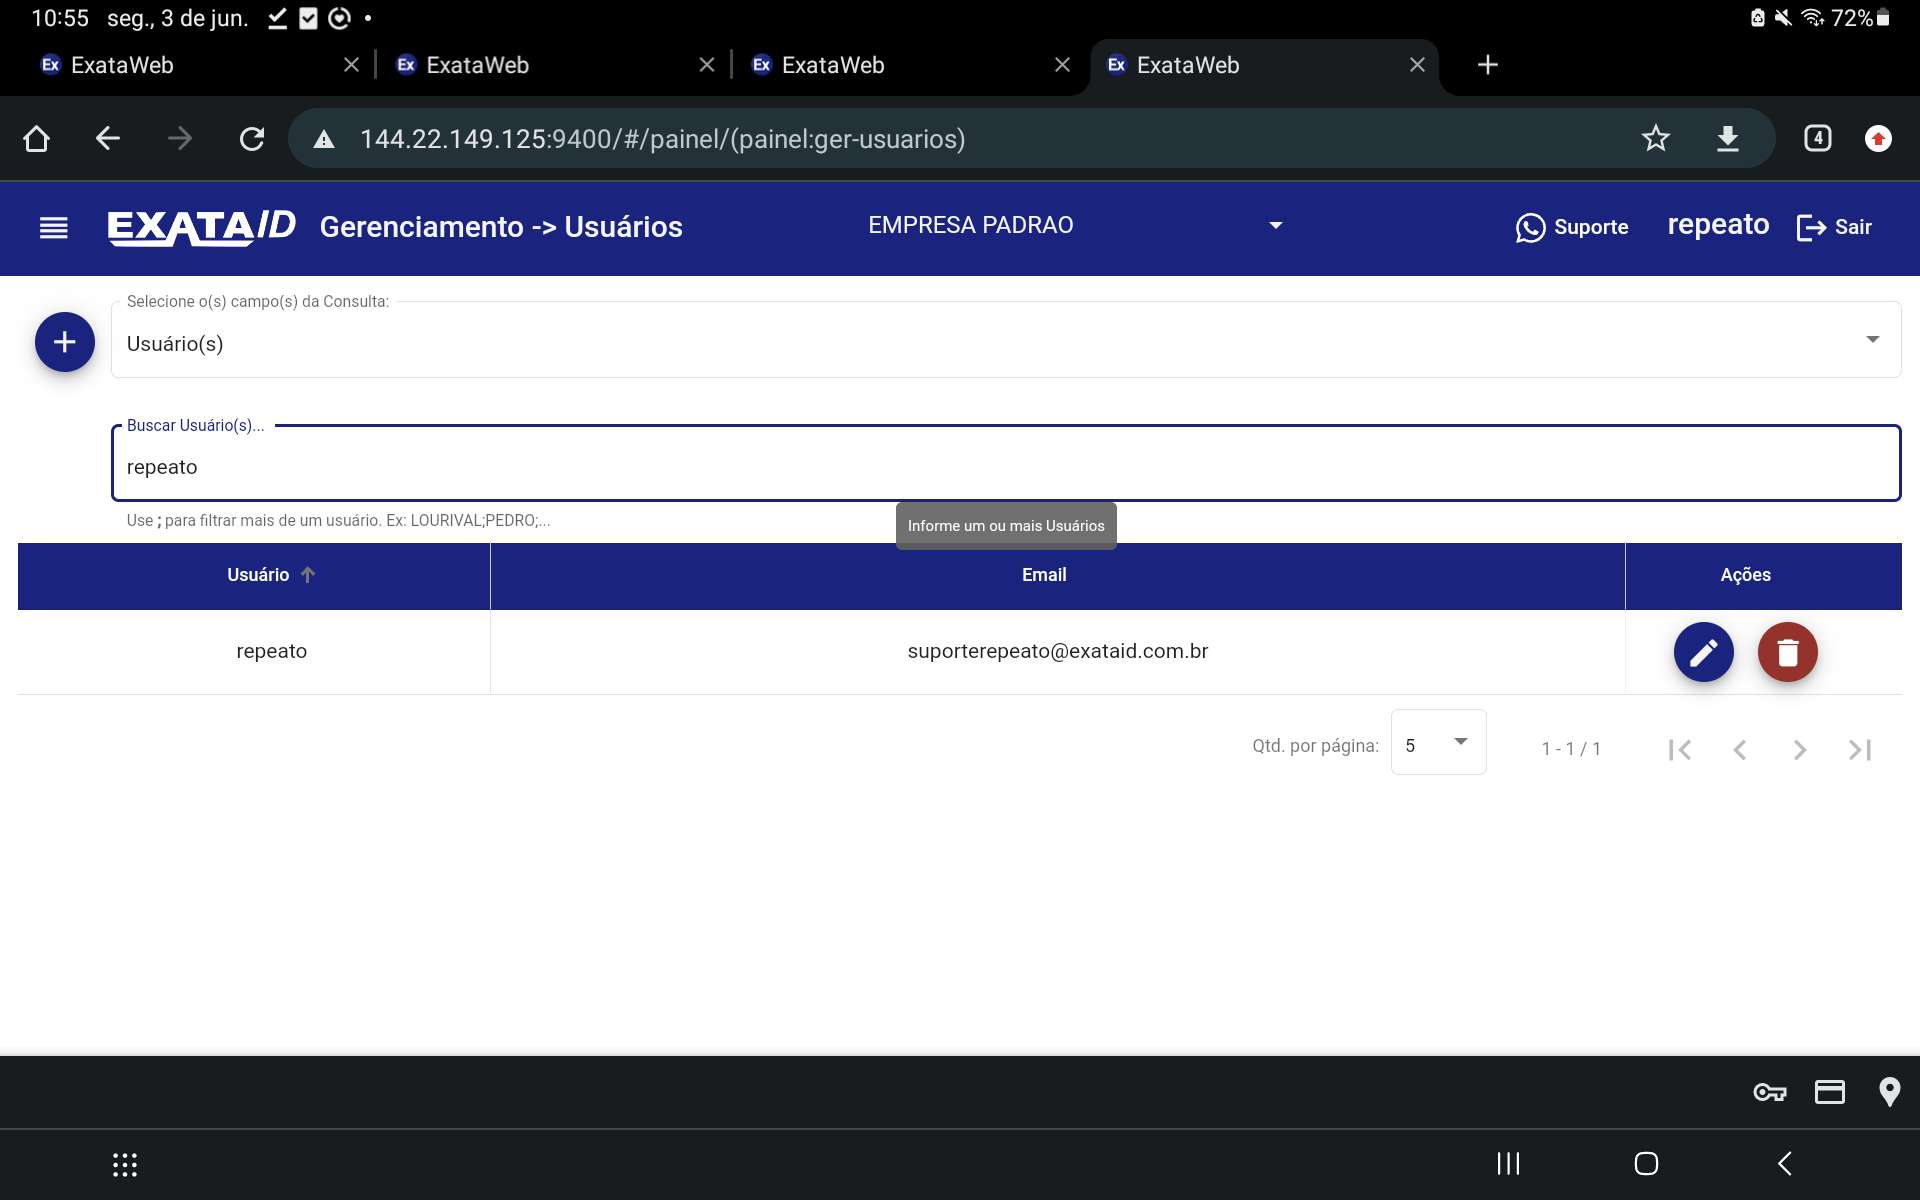 10:55 seg., 3 de jun. 72%
Ex ExataWeb Ex ExataWeb Ex ExataWeb Ex ExataWeb
144.22.149.125:9400/#/painel/(painel:ger-usuarios) 4
EXATAID Gerenciamento -> Usuários EMPRESA PADRAO Suporte repeato Sair
Selecione o(s) campo(s) da Consulta:
Usuário(s)
Buscar Usuário(s)...
repeato
Use ; para filtrar mais de um usuário. Ex: LOURIVAL;PEDRO;...
Informe um ou mais Usuários
Usuário Email Ações
repeato suporterepeato@exataid.com.br
Qtd. por página: 5 1 - 1 / 1